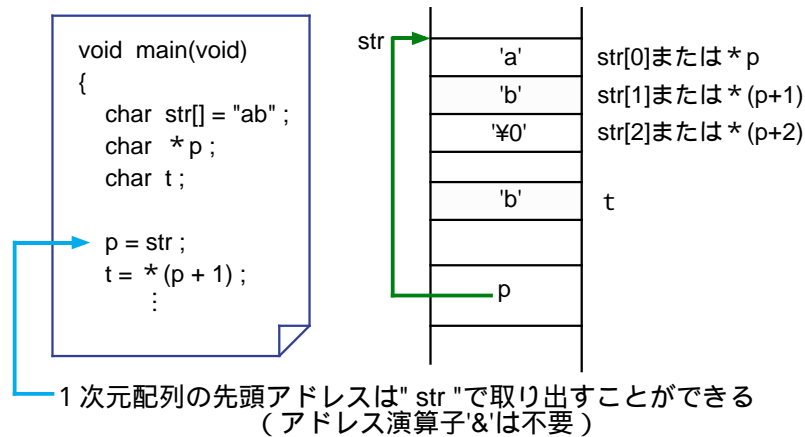 void main(void)
{
char str[] = "ab" ;
char *p ;
char t ;
p = str ;
t = *(p + 1) ;
⋮
str
'a' str[0]または*p
'b' str[1]または*(p+1)
'¥0' str[2]または*(p+2)
'b' t
p
1次元配列の先頭アドレスは" str "で取り出すことができる
(アドレス演算子'&'は不要)